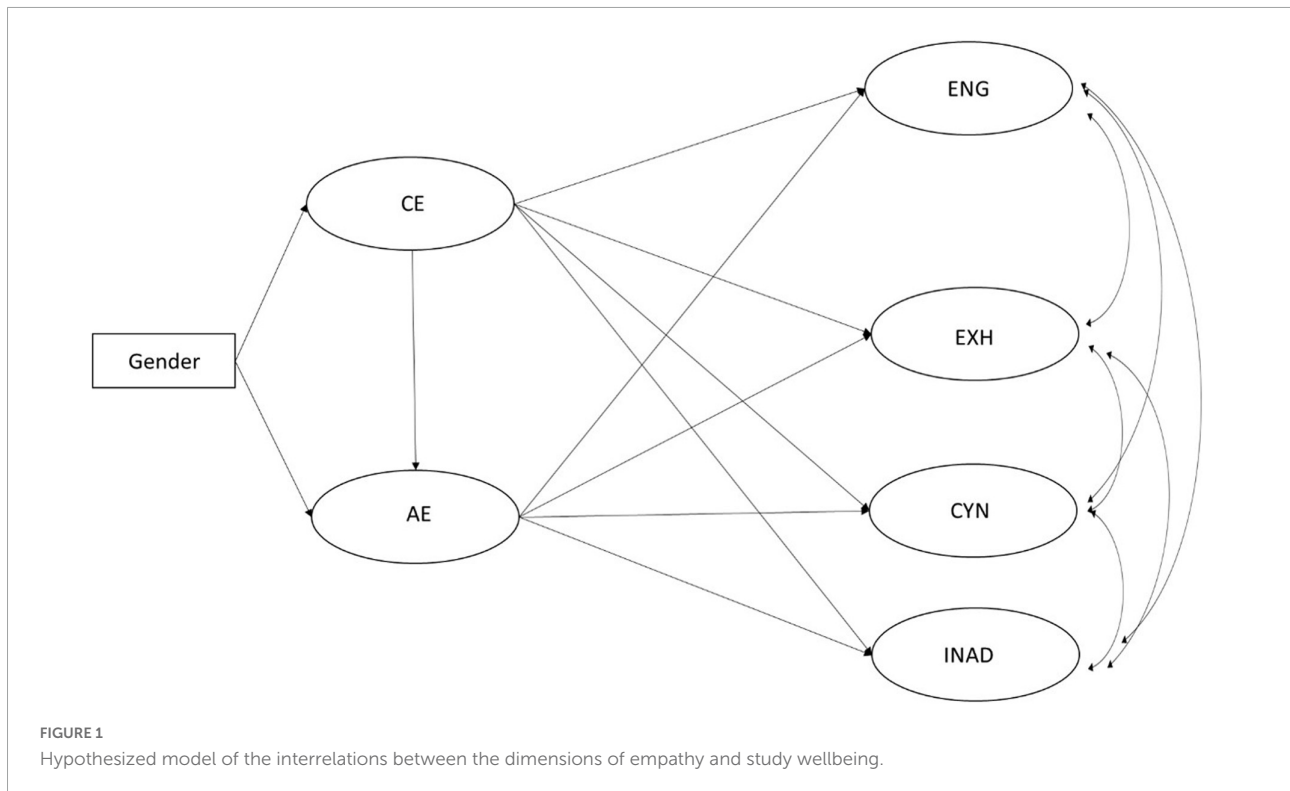 ENG
CE
EXH
Gender
CYN
AE
INAD
FIGURE 1
Hypothesized model of the interrelations between the dimensions of empathy and study wellbeing.